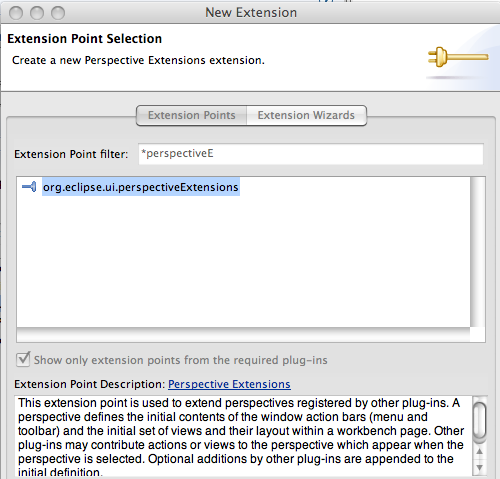 New Extension
Extension Point Selection
Create a new Perspective Extensions extension.
Extension Points Extension Wizards
Extension Point filter: *perspectiveE
org.eclipse.ui.perspectiveExtensions
Show only extension points from the required plug-ins
Extension Point Description: Perspective Extensions
This extension point is used to extend perspectives registered by other plug-ins. A
perspective defines the initial contents of the window action bars (menu and
toolbar) and the initial set of views and their layout within a workbench page. Other
plug-ins may contribute actions or views to the perspective which appear when the
perspective is selected. Optional additions by other plug-ins are appended to the
initial definition.